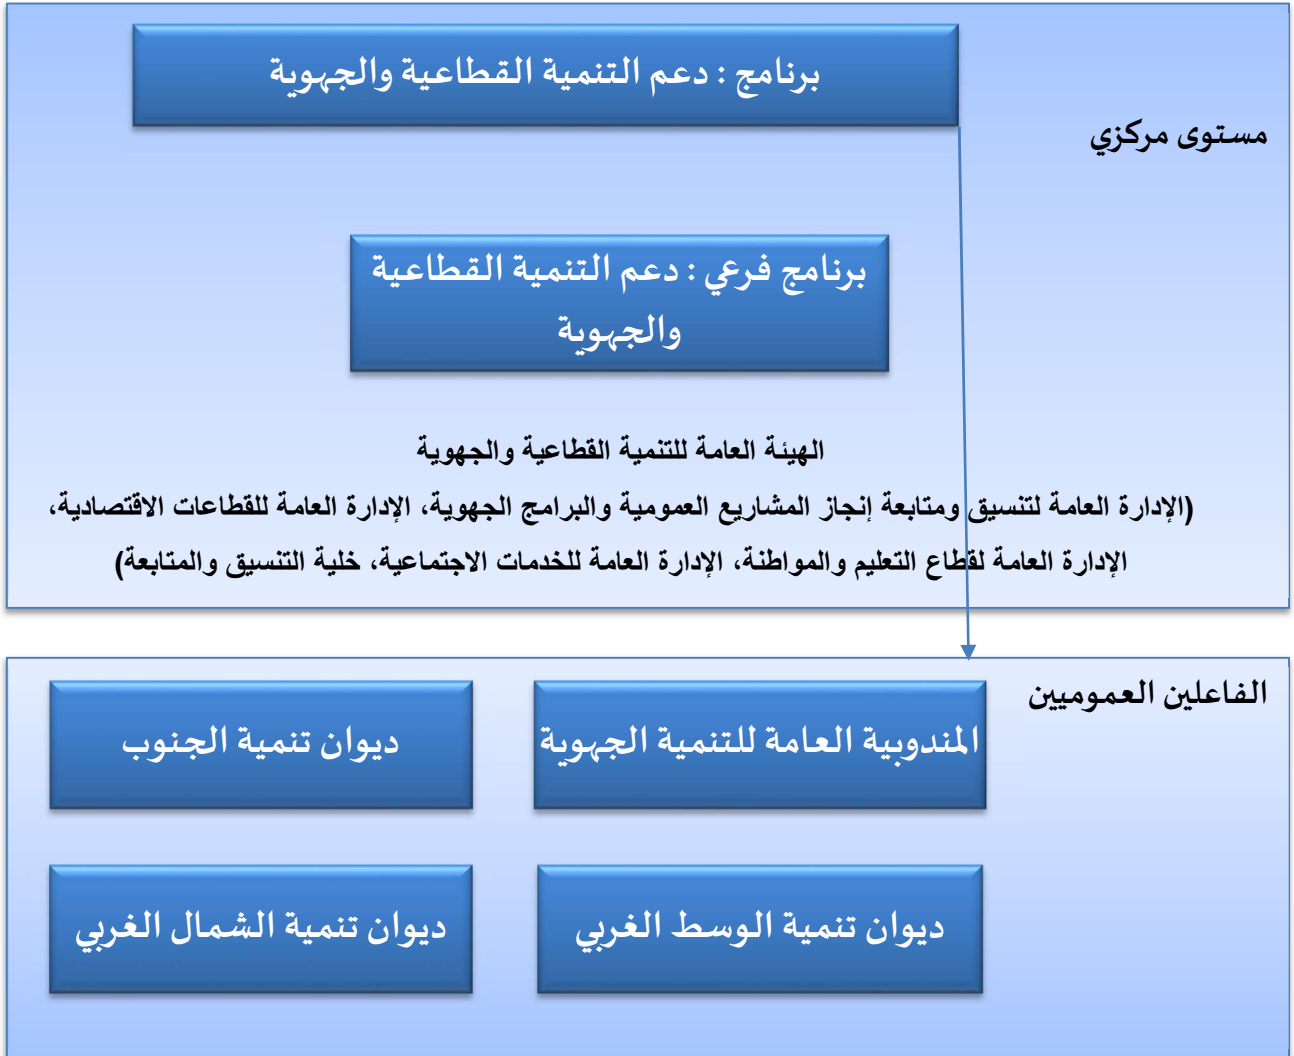 برنامج : دعم التنمية القطاعية والجهوية
مستوى مركزي
برنامج فرعي : دعم التنمية القطاعية
والجهوية
الهيئة العامة للتنمية القطاعية والجهوية
(الإدارة العامة لتنسيق ومتابعة إنجاز المشاريع العمومية والبرامج الجهوية، الإدارة العامة للقطاعات الاقتصادية،
الإدارة العامة لقطاع التعليم والمواطنة، الإدارة العامة للخدمات الاجتماعية، خلية التنسيق والمتابعة)
الفاعلين العموميين
المندوبية العامة للتنمية الجهوية
ديوان تنمية الجنوب
ديوان تنمية الوسط الغربي
ديوان تنمية الشمال الغربي